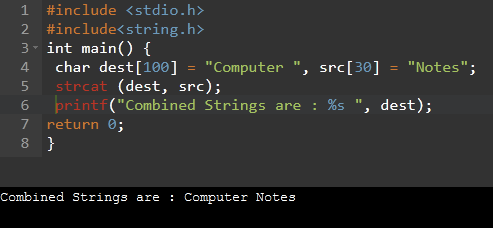 1 #include <stdio.h>
2 #include<string.h>
3 int main() {
4  char dest[100] = "Computer ", src[30] = "Notes";
5  strcat (dest, src);
6  printf("Combined Strings are : %s ", dest);
7 return 0;
8 }
Combined Strings are : Computer Notes